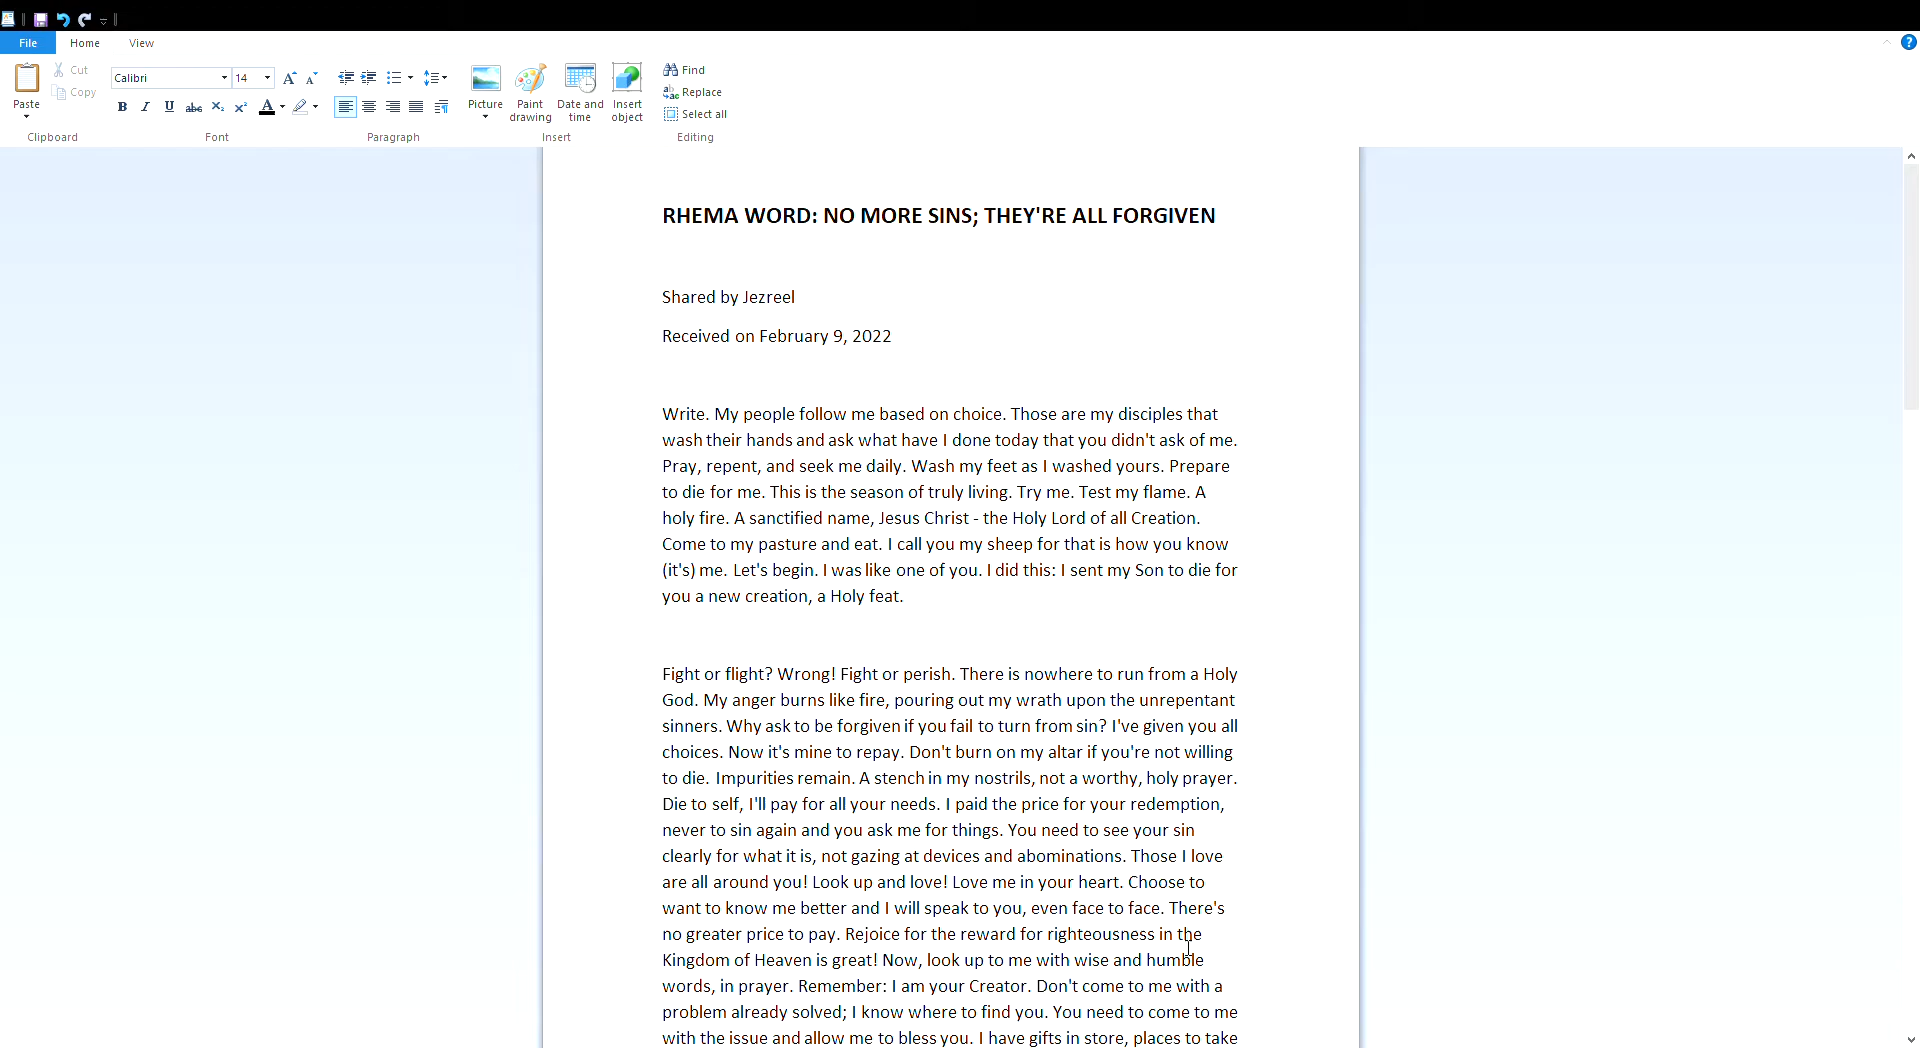 File Home View
Paste
Cut
Copy
Clipboard
Calibri 14
B I U abc X₂ X² A
Font
Paragraph
Picture
Paint drawing
Date and time
Insert object
Insert
Find
Replace
Select all
Editing
RHEMA WORD: NO MORE SINS; THEY'RE ALL FORGIVEN
Shared by Jezreel
Received on February 9, 2022
Write. My people follow me based on choice. Those are my disciples that
wash their hands and ask what have I done today that you didn't ask of me.
Pray, repent, and seek me daily. Wash my feet as I washed yours. Prepare
to die for me. This is the season of truly living. Try me. Test my flame. A
holy fire. A sanctified name, Jesus Christ - the Holy Lord of all Creation.
Come to my pasture and eat. I call you my sheep for that is how you know
(it's) me. Let's begin. I was like one of you. I did this: I sent my Son to die for
you a new creation, a Holy feat.
Fight or flight? Wrong! Fight or perish. There is nowhere to run from a Holy
God. My anger burns like fire, pouring out my wrath upon the unrepentant
sinners. Why ask to be forgiven if you fail to turn from sin? I've given you all
choices. Now it's mine to repay. Don't burn on my altar if you're not willing
to die. Impurities remain. A stench in my nostrils, not a worthy, holy prayer.
Die to self, I'll pay for all your needs. I paid the price for your redemption,
never to sin again and you ask me for things. You need to see your sin
clearly for what it is, not gazing at devices and abominations. Those I love
are all around you! Look up and love! Love me in your heart. Choose to
want to know me better and I will speak to you, even face to face. There's
no greater price to pay. Rejoice for the reward for righteousness in the
Kingdom of Heaven is great! Now, look up to me with wise and humble
words, in prayer. Remember: I am your Creator. Don't come to me with a
problem already solved; I know where to find you. You need to come to me
with the issue and allow me to bless you. I have gifts in store, places to take